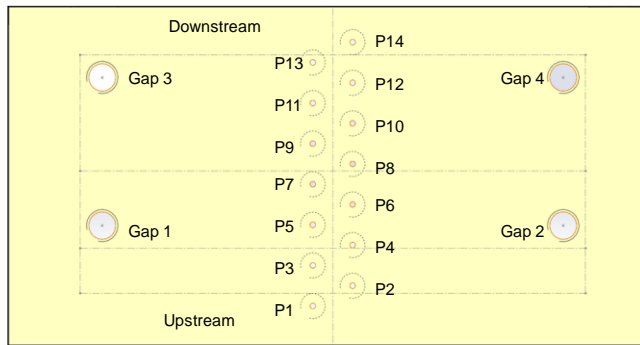 Downstream
P14
P13
Gap 3
P12
Gap 4
P11
P10
P9
P8
P7
P6
P5
Gap 1
Gap 2
P4
P3
P2
P1
Upstream